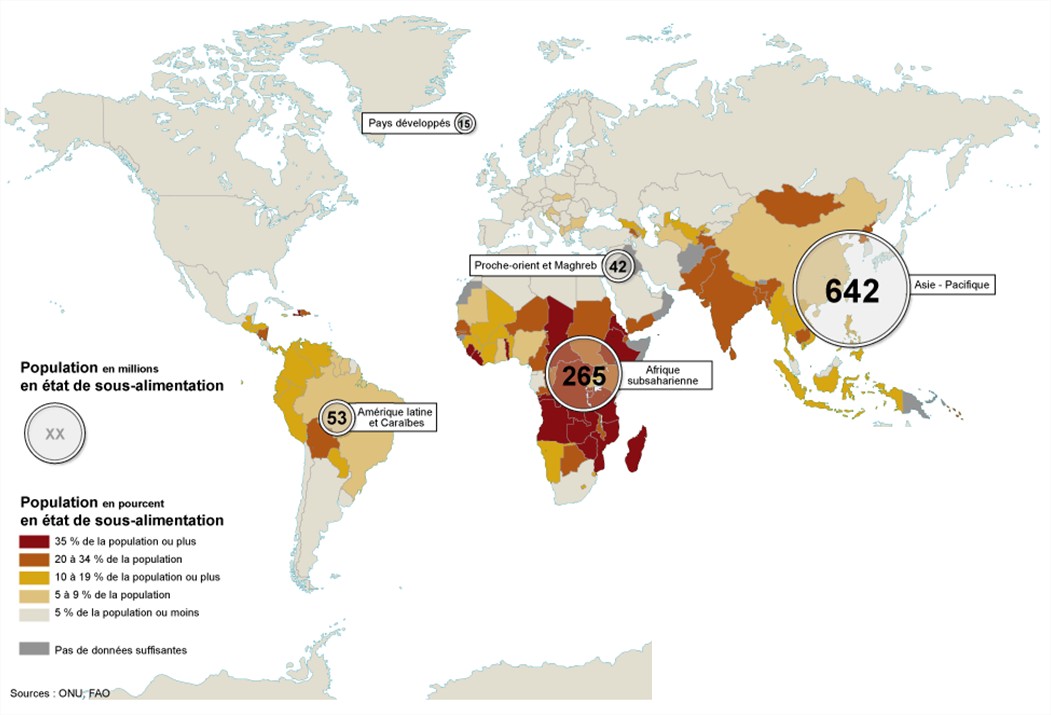 Pays développés 15
Proche-orient et Maghreb 42
642 Asie - Pacifique
265 Afrique
subsaharienne
53 Amérique latine
et Caraïbes
Population en millions
en état de sous-alimentation
XX
Population en pourcent
en état de sous-alimentation
35 % de la population ou plus
20 à 34 % de la population
10 à 19 % de la population ou plus
5 à 9 % de la population
5 % de la population ou moins
Pas de données suffisantes
Sources : ONU, FAO